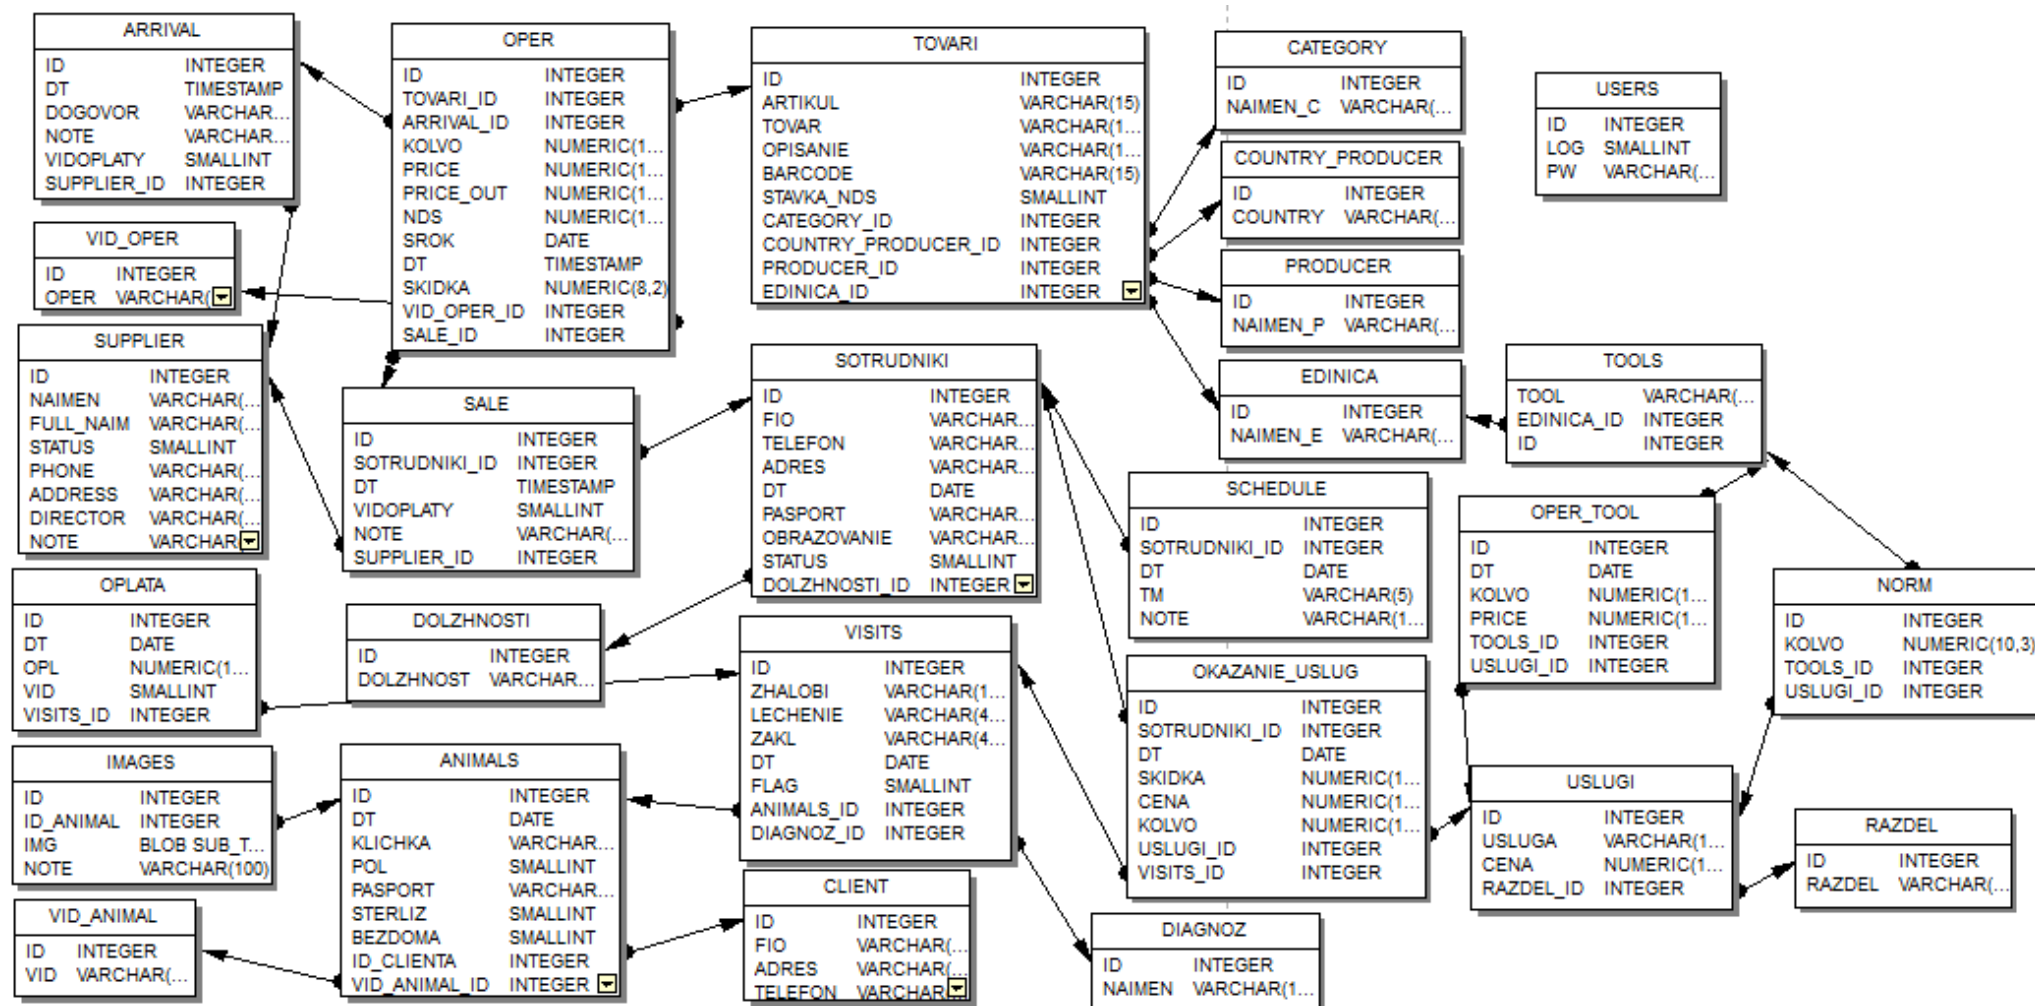 ARRIVAL
ID INTEGER
DT TIMESTAMP
DOGOVOR VARCHAR...
NOTE VARCHAR...
VIDOPLATY SMALLINT
SUPPLIER_ID INTEGER
OPER
ID INTEGER
TOVARI_ID INTEGER
ARRIVAL_ID INTEGER
KOLVO NUMERIC(1...
PRICE NUMERIC(1...
PRICE_OUT NUMERIC(1...
NDS NUMERIC(1...
SROK DATE
DT TIMESTAMP
SKIDKA NUMERIC(8,2)
VID_OPER_ID INTEGER
SALE_ID INTEGER
TOVARI
ID INTEGER
ARTIKUL VARCHAR(15)
TOVAR VARCHAR(1...
OPISANIE VARCHAR(1...
BARCODE VARCHAR(15)
STAVKA_NDS SMALLINT
CATEGORY_ID INTEGER
COUNTRY_PRODUCER_ID INTEGER
PRODUCER_ID INTEGER
EDINICA_ID INTEGER
CATEGORY
ID INTEGER
NAIMEN_C VARCHAR(...
COUNTRY_PRODUCER
ID INTEGER
COUNTRY VARCHAR(...
PRODUCER
ID INTEGER
NAIMEN_P VARCHAR(...
EDINICA
ID INTEGER
NAIMEN_E VARCHAR(...
USERS
ID INTEGER
LOG SMALLINT
PW VARCHAR(...
VID_OPER
ID INTEGER
OPER VARCHAR(
SUPPLIER
ID INTEGER
NAIMEN VARCHAR(...
FULL_NAIM VARCHAR(...
STATUS SMALLINT
PHONE VARCHAR(...
ADDRESS VARCHAR(...
DIRECTOR VARCHAR(...
NOTE VARCHAR(
SALE
ID INTEGER
SOTRUDNIKI_ID INTEGER
DT TIMESTAMP
VIDOPLATY SMALLINT
NOTE VARCHAR(...
SUPPLIER_ID INTEGER
SOTRUDNIKI
ID INTEGER
FIO VARCHAR...
TELEFON VARCHAR...
ADRES VARCHAR...
DT DATE
PASPORT VARCHAR...
OBRAZOVANIE VARCHAR...
STATUS SMALLINT
DOLZHNOSTI_ID INTEGER
TOOLS
TOOL VARCHAR(...
EDINICA_ID INTEGER
ID INTEGER
SCHEDULE
ID INTEGER
SOTRUDNIKI_ID INTEGER
DT DATE
TM VARCHAR(5)
NOTE VARCHAR(1...
OPER_TOOL
ID INTEGER
DT DATE
KOLVO NUMERIC(1...
PRICE NUMERIC(1...
TOOLS_ID INTEGER
USLUGI_ID INTEGER
NORM
ID INTEGER
KOLVO NUMERIC(10,3)
TOOLS_ID INTEGER
USLUGI_ID INTEGER
OPLATA
ID INTEGER
DT DATE
OPL NUMERIC(1...
VID SMALLINT
VISITS_ID INTEGER
DOLZHNOSTI
ID INTEGER
DOLZHNOST VARCHAR...
VISITS
ID INTEGER
ZHALOBI VARCHAR(1...
LECHENIE VARCHAR(4...
ZAKL VARCHAR(4...
DT DATE
FLAG SMALLINT
ANIMALS_ID INTEGER
DIAGNOZ_ID INTEGER
OKAZANIE_USLUG
ID INTEGER
SOTRUDNIKI_ID INTEGER
DT DATE
SKIDKA NUMERIC(1...
CENA NUMERIC(1...
KOLVO NUMERIC(1...
USLUGI_ID INTEGER
VISITS_ID INTEGER
USLUGI
ID INTEGER
USLUGA VARCHAR(1...
CENA NUMERIC(1...
RAZDEL_ID INTEGER
RAZDEL
ID INTEGER
RAZDEL VARCHAR(...
IMAGES
ID INTEGER
ID_ANIMAL INTEGER
IMG BLOB SUB_T...
NOTE VARCHAR(100)
ANIMALS
ID INTEGER
DT DATE
KLICHKA VARCHAR...
POL SMALLINT
PASPORT VARCHAR...
STERLIZ SMALLINT
BEZDOMA SMALLINT
ID_CLIENTA INTEGER
VID_ANIMAL_ID INTEGER
CLIENT
ID INTEGER
FIO VARCHAR(...
ADRES VARCHAR(...
TELEFON VARCHAR(
VID_ANIMAL
ID INTEGER
VID VARCHAR(...
DIAGNOZ
ID INTEGER
NAIMEN VARCHAR(1...